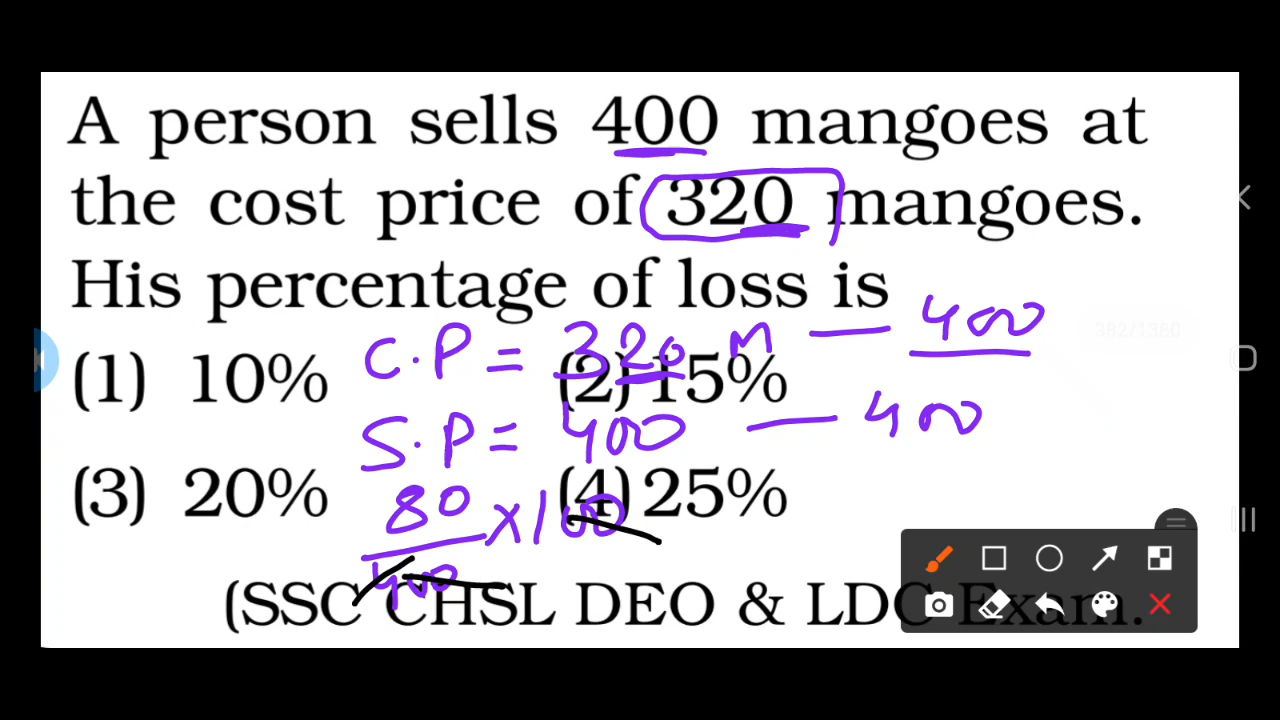 A person sells 400 mangoes at
the cost price of 320 mangoes.
His percentage of loss is
C.P = 320 M — 400
(1) 10% (2) 15%
S.P = 400 — 400
(3) 20% (4) 25%
80/400 × 100
(SSC CHSL DEO & LDC Exam.